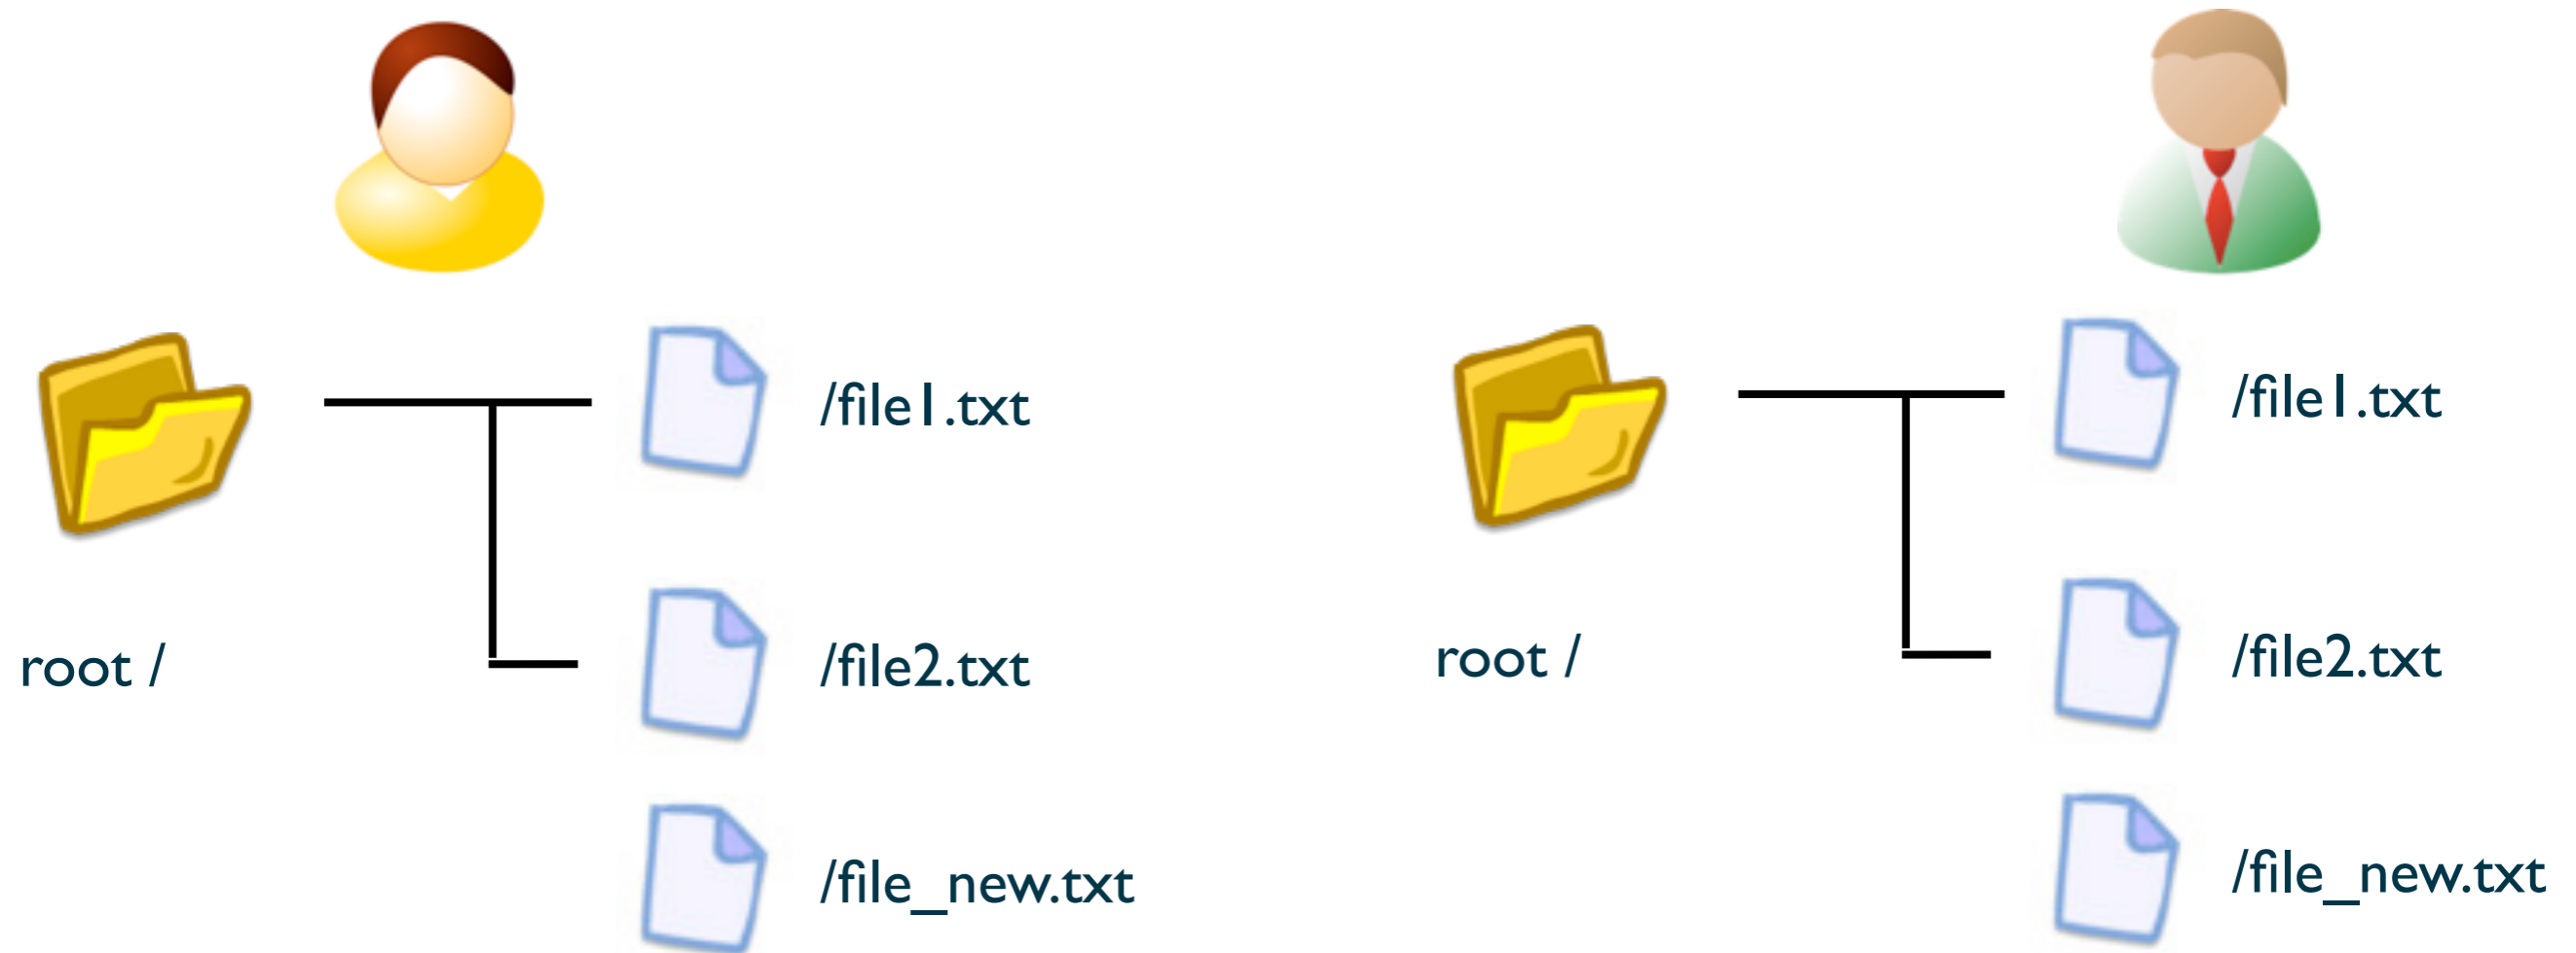 /file1.txt
root /
/file2.txt
/file_new.txt
/file1.txt
root /
/file2.txt
/file_new.txt